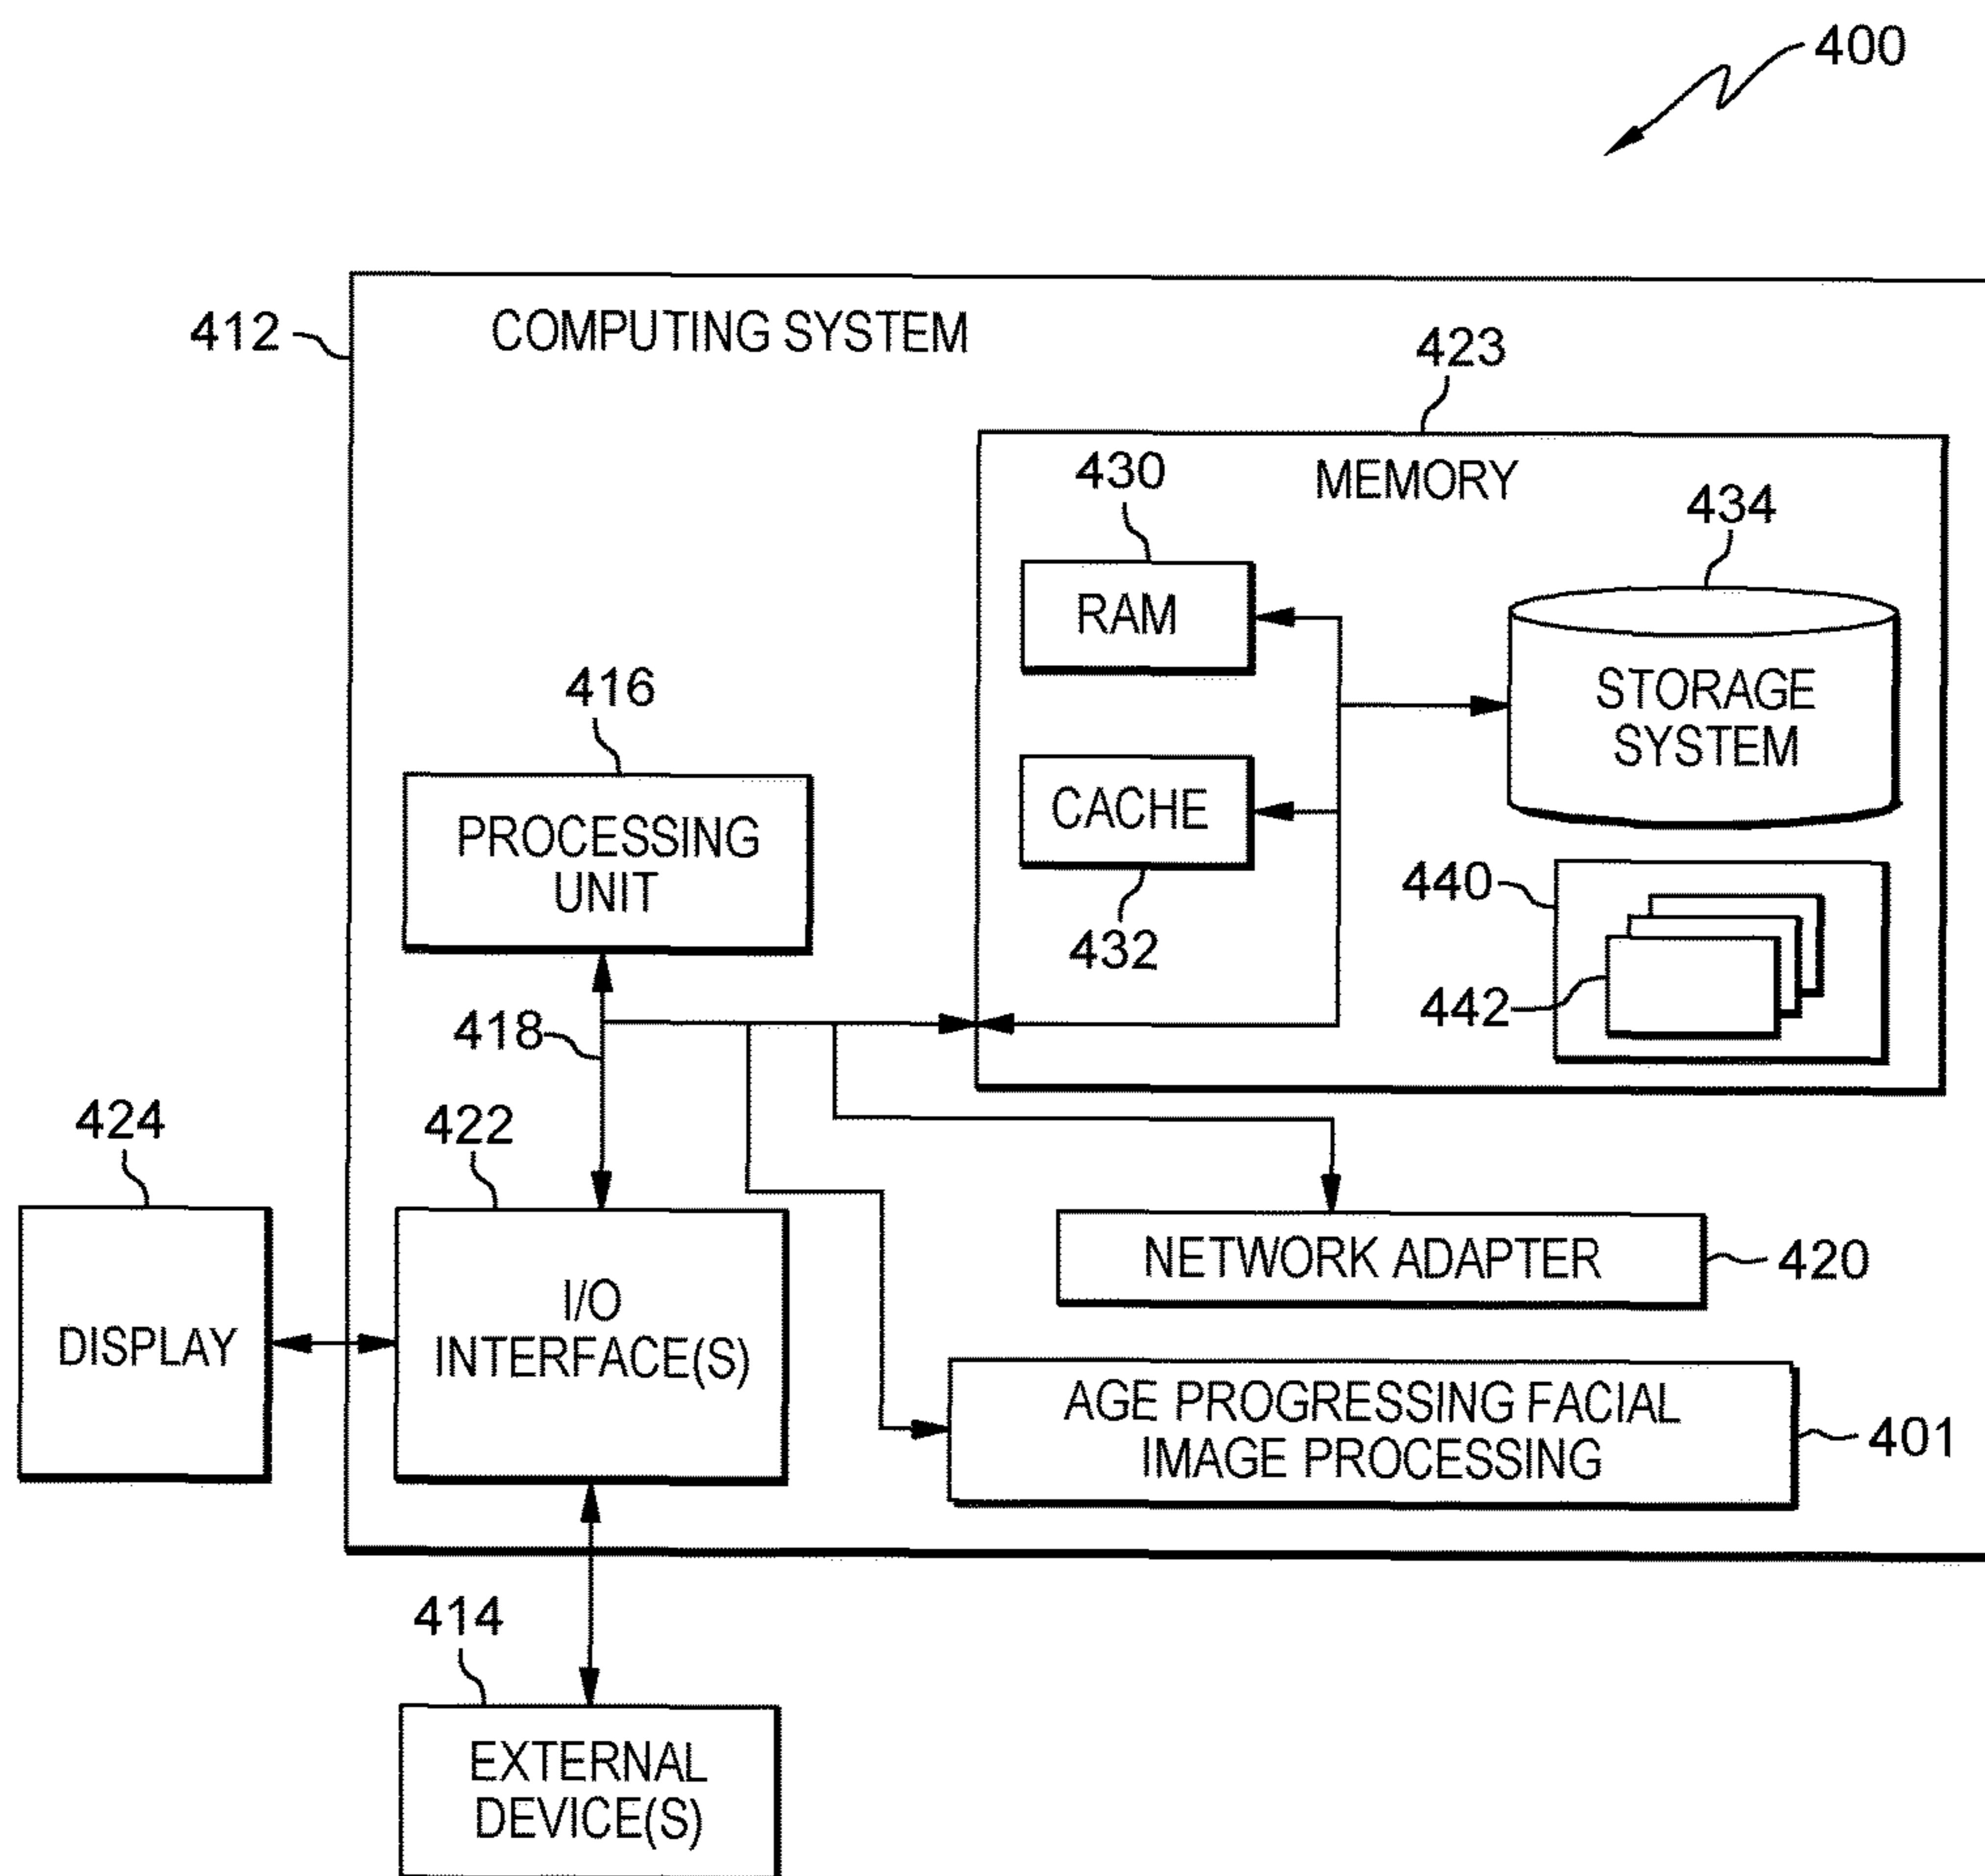 400
412
COMPUTING SYSTEM
423
MEMORY
430
434
RAM
STORAGE
SYSTEM
416
PROCESSING
UNIT
CACHE
432
440
442
418
424
422
DISPLAY
I/O
INTERFACE(S)
NETWORK ADAPTER
420
AGE PROGRESSING FACIAL
IMAGE PROCESSING
401
414
EXTERNAL
DEVICE(S)